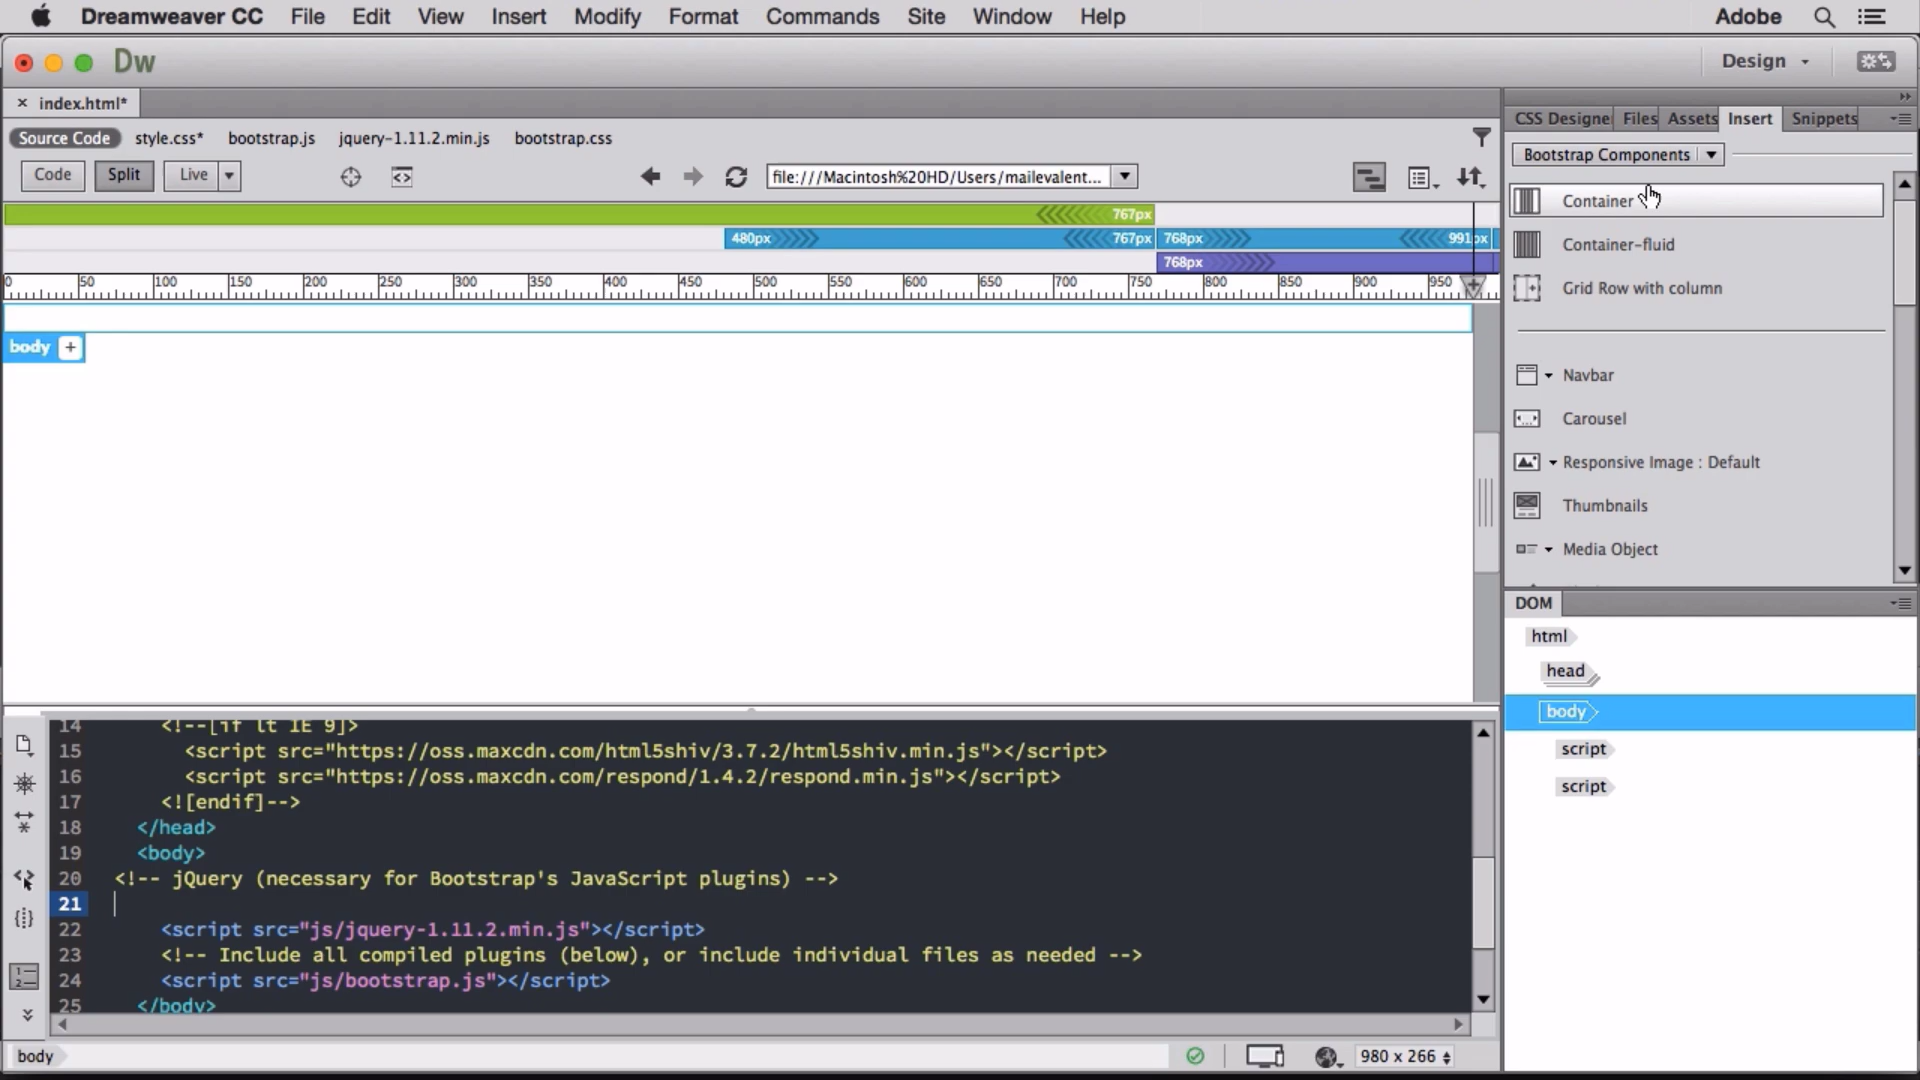 Dreamweaver CC File Edit View Insert Modify Format Commands Site Window Help Adobe
Dw Design
× index.html*
Source Code style.css* bootstrap.js jquery-1.11.2.min.js bootstrap.css
Code Split Live file:///Macintosh%20HD/Users/mailevalent...
767px
480px 767px 768px 991px
768px
0 50 100 150 200 250 300 350 400 450 500 550 600 650 700 750 800 850 900 950
body +
14 <!--[if lt IE 9]>
15 <script src="https://oss.maxcdn.com/html5shiv/3.7.2/html5shiv.min.js"></script>
16 <script src="https://oss.maxcdn.com/respond/1.4.2/respond.min.js"></script>
17 <![endif]-->
18 </head>
19 <body>
20 <!-- jQuery (necessary for Bootstrap's JavaScript plugins) -->
21
22 <script src="js/jquery-1.11.2.min.js"></script>
23 <!-- Include all compiled plugins (below), or include individual files as needed -->
24 <script src="js/bootstrap.js"></script>
25 </body>
body 980 x 266
CSS Designe Files Assets Insert Snippets
Bootstrap Components
Container
Container-fluid
Grid Row with column
Navbar
Carousel
Responsive Image : Default
Thumbnails
Media Object
DOM
html
head
body
script
script